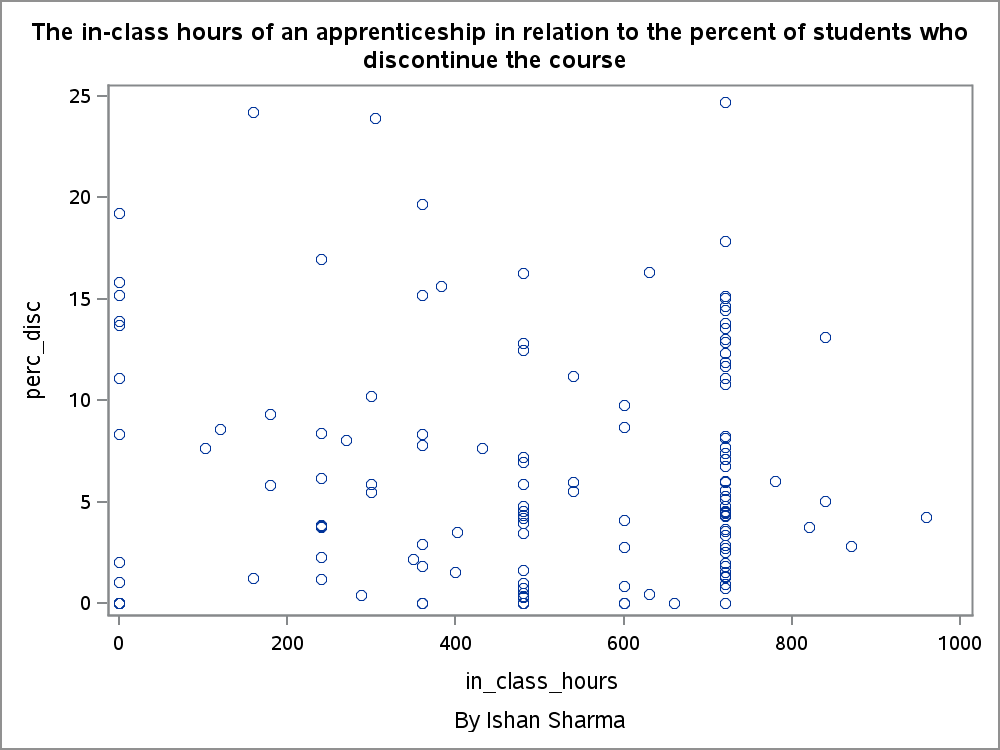 The in-class hours of an apprenticeship in relation to the percent of students who
discontinue the course
25
20
15
10
5
0
perc_disc
0 200 400 600 800 1000
in_class_hours
By Ishan Sharma